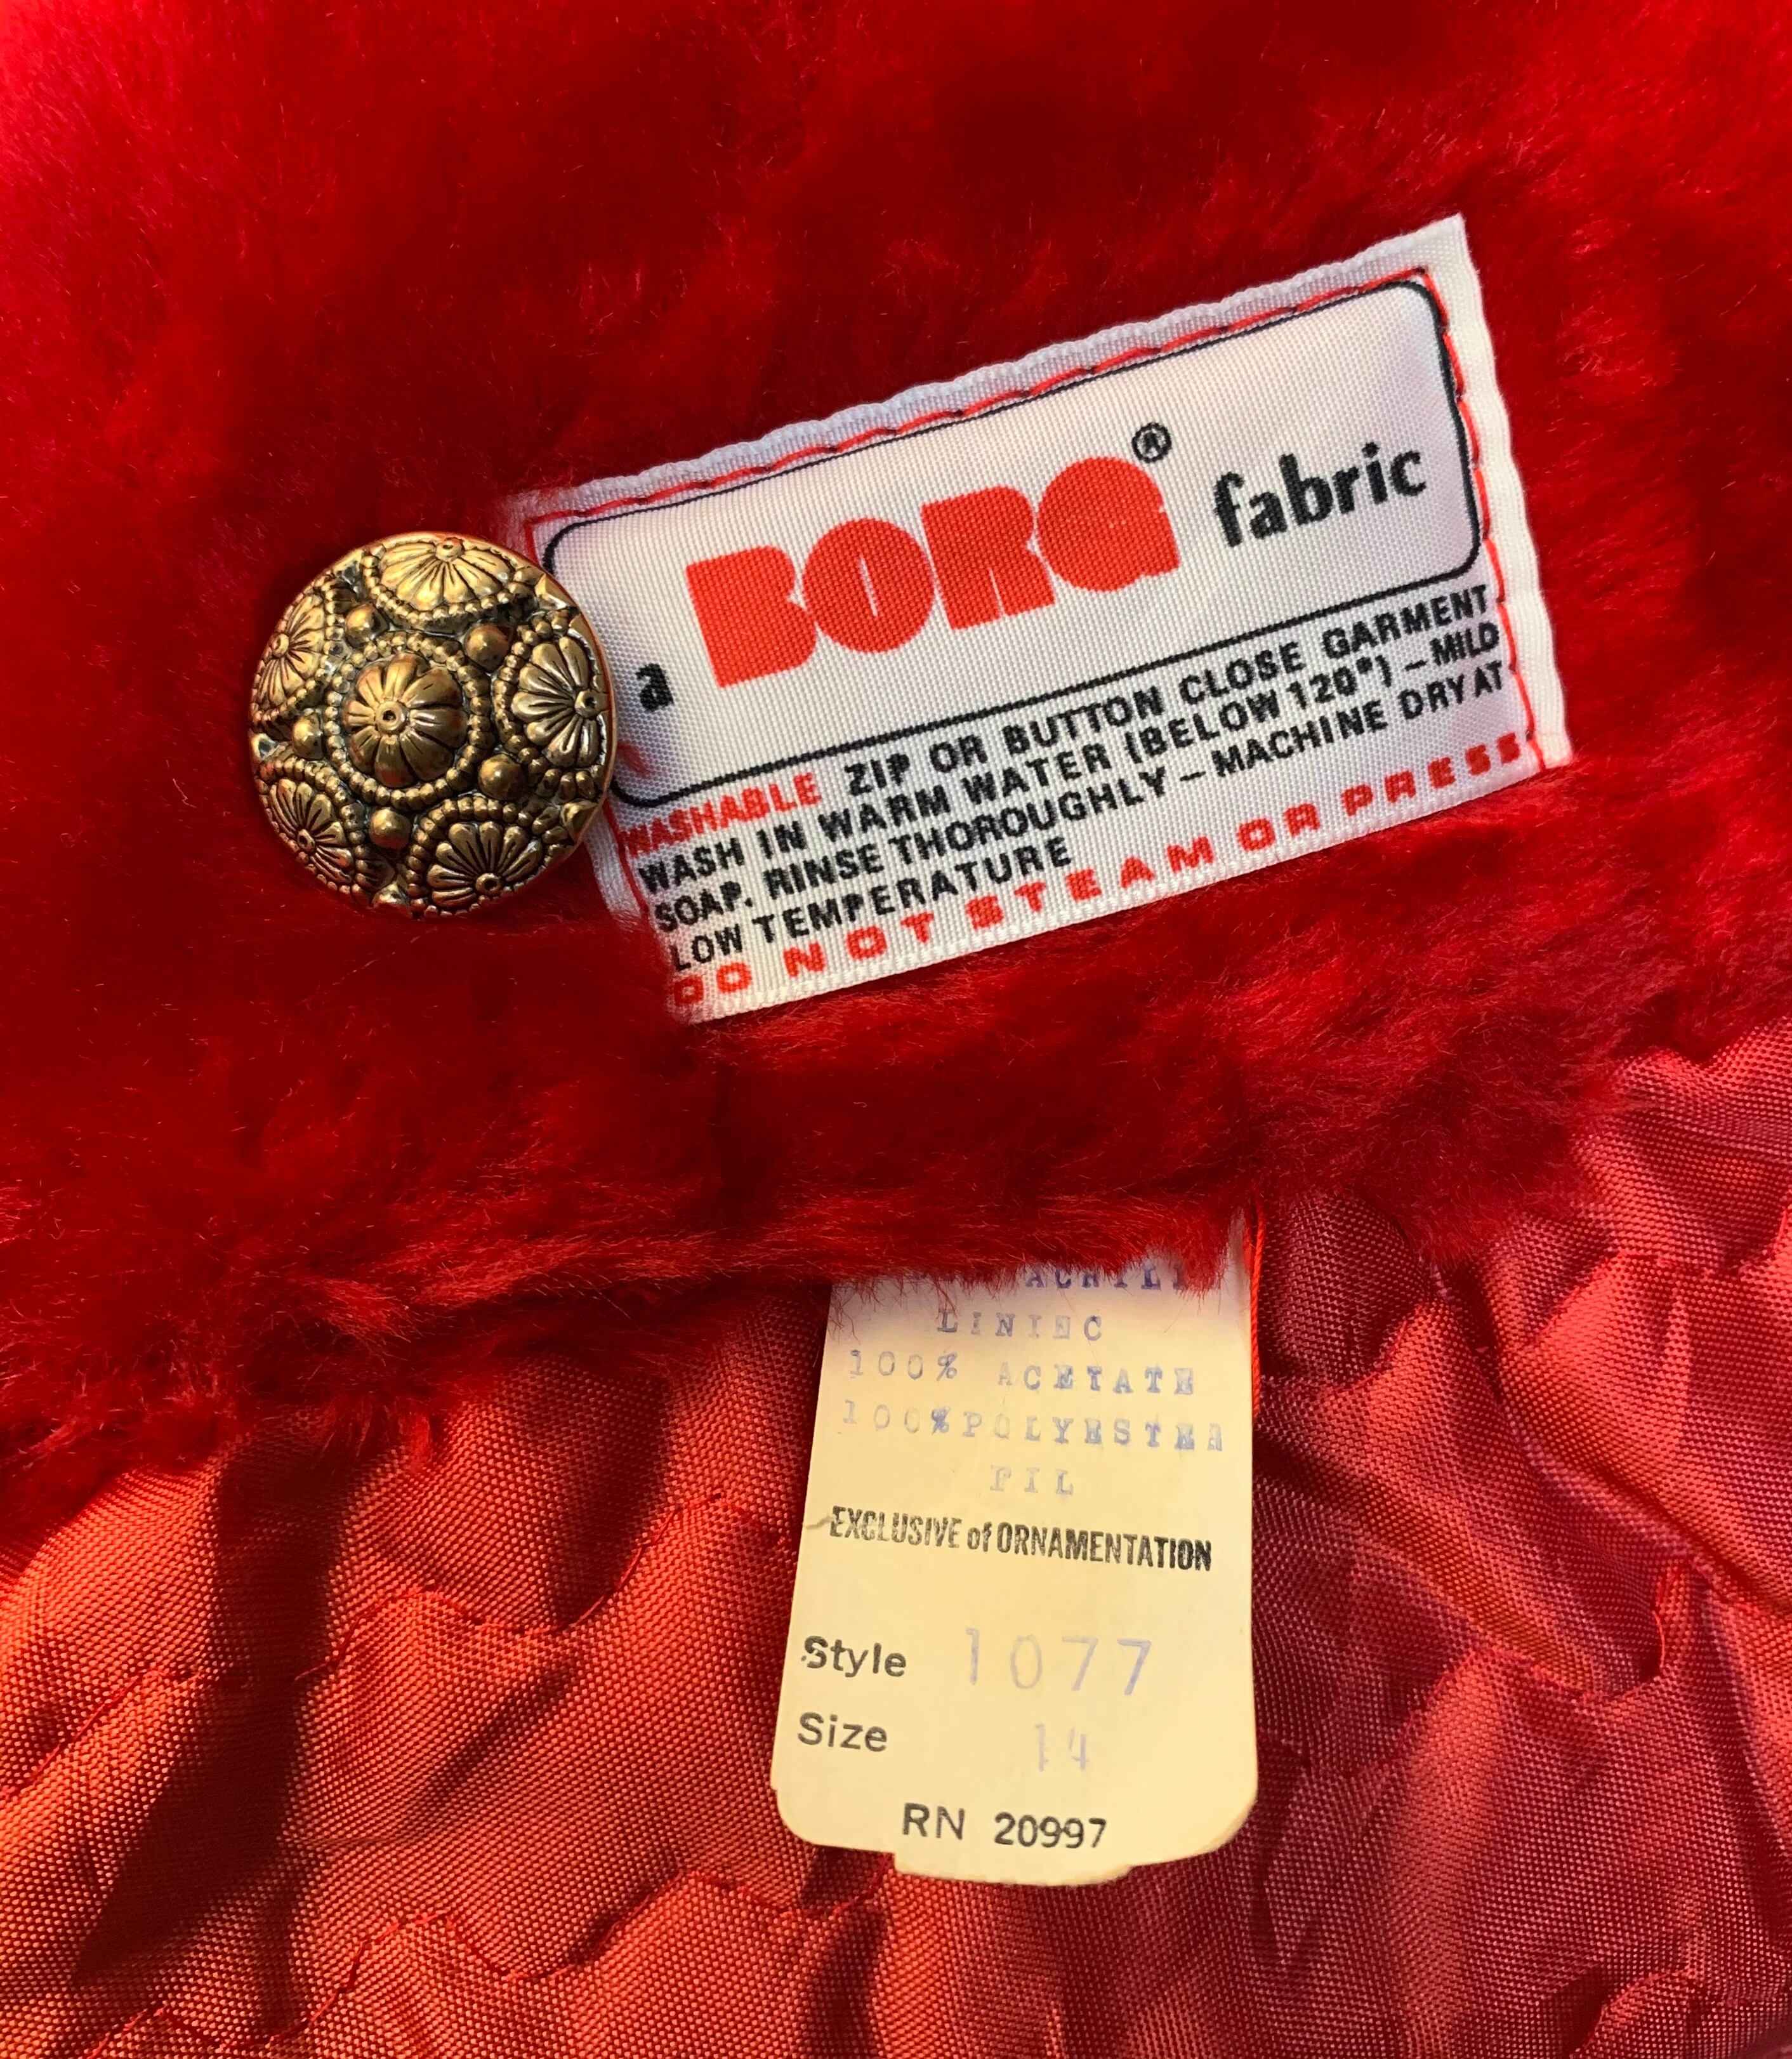 a BORG® fabric
WASHABLE ZIP OR BUTTON CLOSE GARMENT
WASH IN WARM WATER (BELOW 120°) – MILD
SOAP. RINSE THOROUGHLY – MACHINE DRY AT
LOW TEMPERATURE
DO NOT STEAM OR PRESS
LINING
100% ACETATE
100% POLYESTER
FIL
EXCLUSIVE of ORNAMENTATION
Style 1077
Size 14
RN 20997